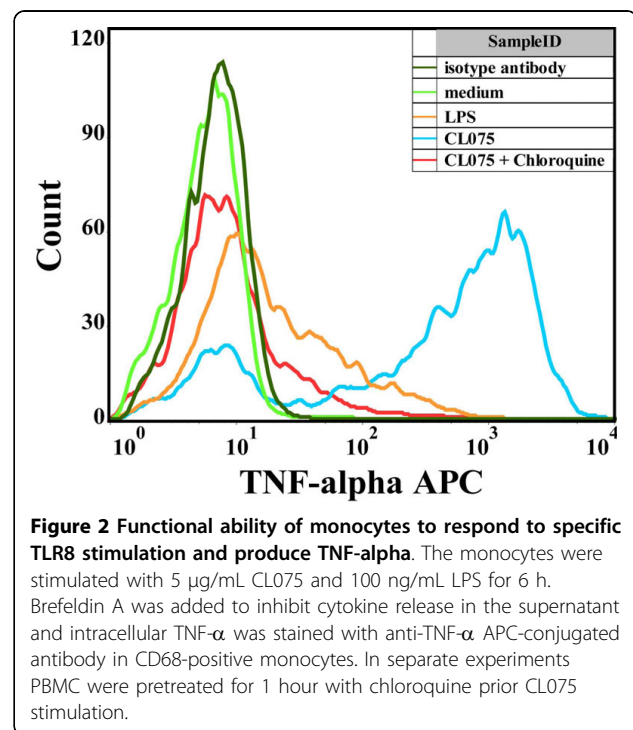 120
90
60
30
0
Count
SampleID
isotype antibody
medium
LPS
CL075
CL075 + Chloroquine
10^0 10^1 10^2 10^3 10^4
TNF-alpha APC
Figure 2 Functional ability of monocytes to respond to specific
TLR8 stimulation and produce TNF-alpha. The monocytes were
stimulated with 5 μg/mL CL075 and 100 ng/mL LPS for 6 h.
Brefeldin A was added to inhibit cytokine release in the supernatant
and intracellular TNF-α was stained with anti-TNF-α APC-conjugated
antibody in CD68-positive monocytes. In separate experiments
PBMC were pretreated for 1 hour with chloroquine prior CL075
stimulation.